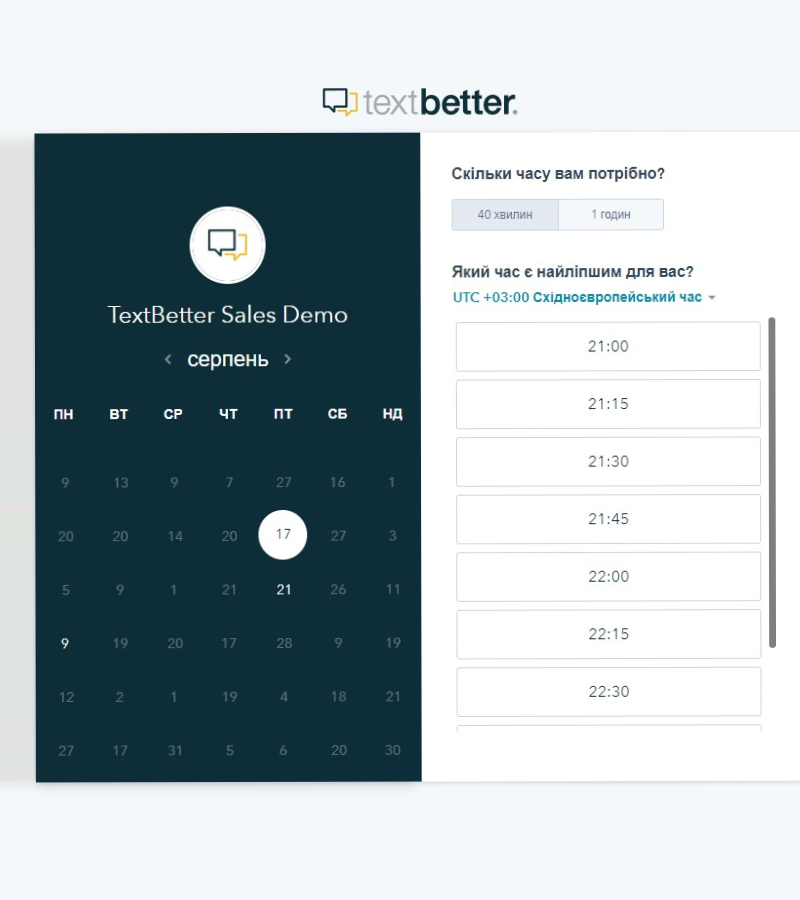 textbetter.
TextBetter Sales Demo
серпень
ПН ВТ СР ЧТ ПТ СБ НД
9 13 9 7 27 16 1
20 20 14 20 17 27 3
5 9 1 21 21 26 11
9 19 20 17 28 9 19
12 2 1 19 4 18 21
27 17 31 5 6 20 30
Скільки часу вам потрібно?
40 хвилин 1 годин
Який час є найліпшим для вас?
UTC +03:00 Східноєвропейський час
21:00
21:15
21:30
21:45
22:00
22:15
22:30